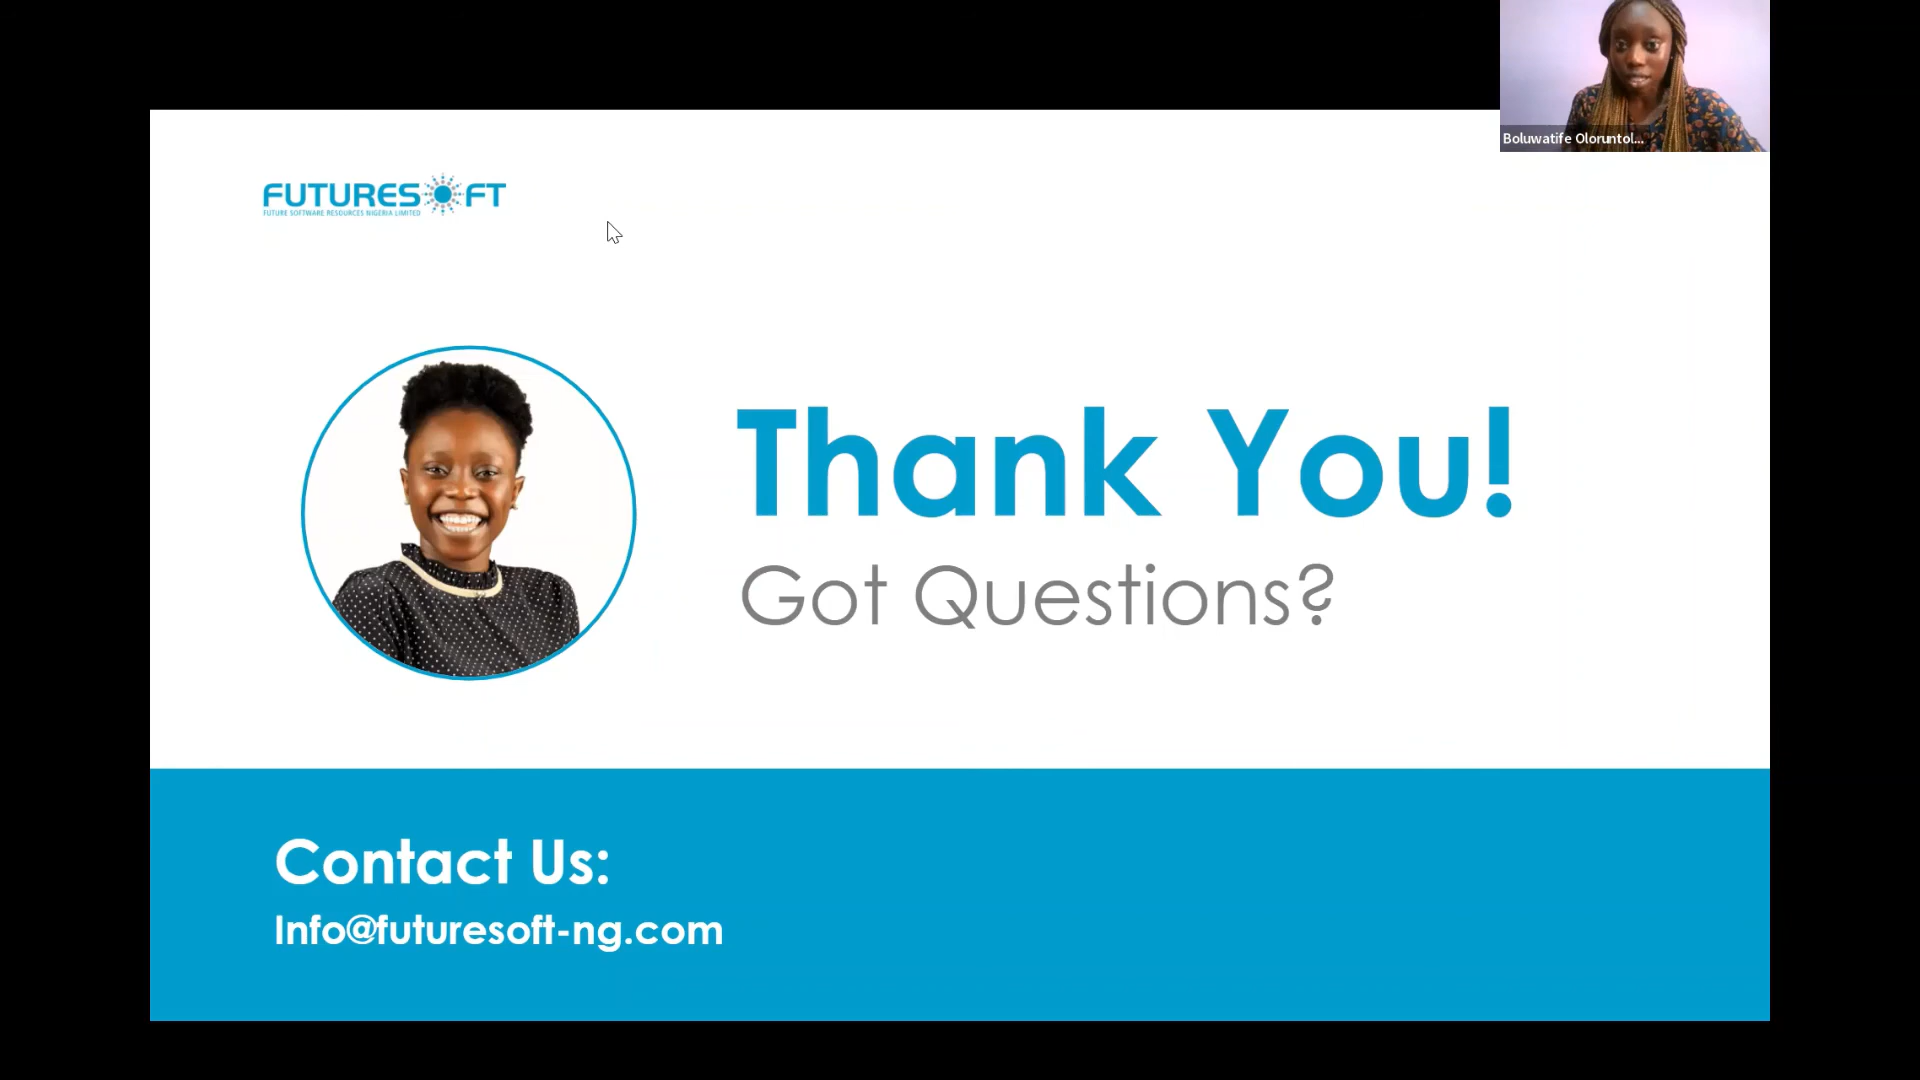 Boluwatife Oloruntol...
FUTURESOFT
FUTURE SOFTWARE RESOURCES NIGERIA LIMITED
Thank You!
Got Questions?
Contact Us:
Info@futuresoft-ng.com